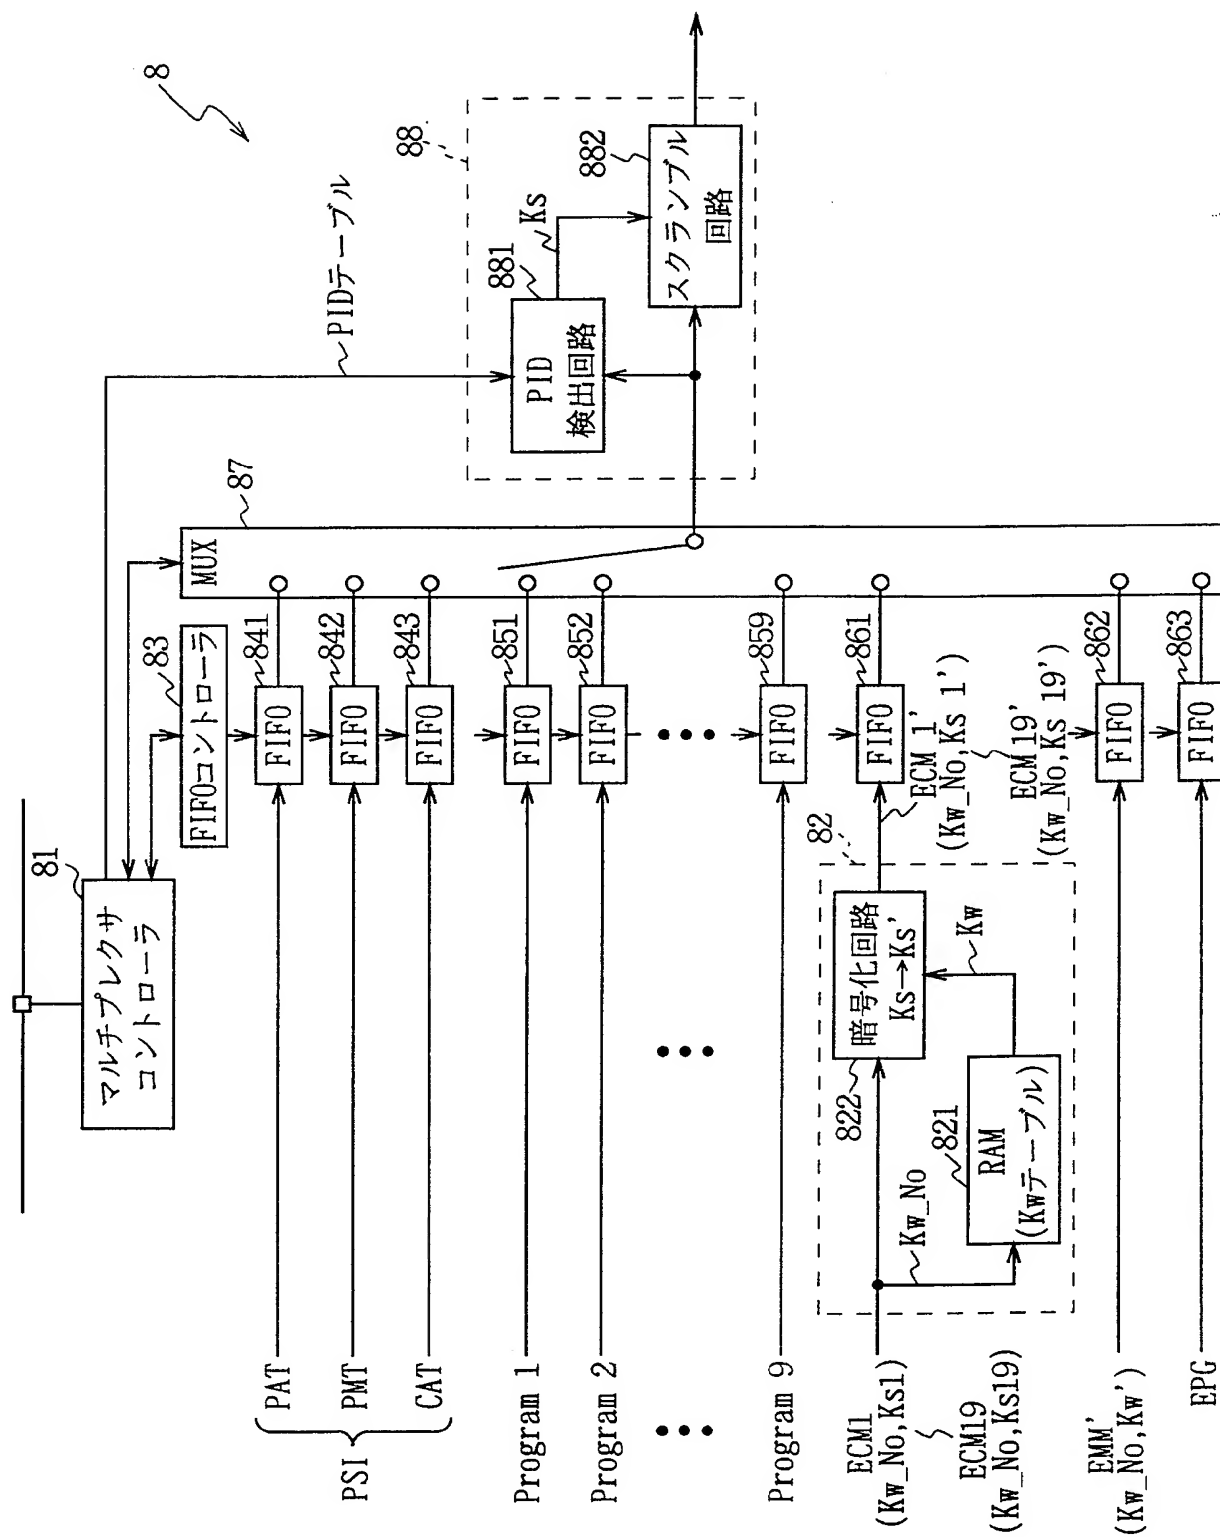 8
マルチプレクサ
コントローラ
81
FIFOコントローラ
83
MUX
87
PIDテーブル
88
PID
検出回路
881
Ks
スクランブル
回路
882
PSI
PAT
FIFO
841
PMT
FIFO
842
CAT
FIFO
843
Program 1
FIFO
851
Program 2
FIFO
852
Program 9
FIFO
859
ECM1
(Kw_No,Ks1)
ECM19
(Kw_No,Ks19)
Kw_No
82
暗号化回路
Ks→Ks'
822
RAM
(Kwテーブル)
821
Kw
FIFO
861
ECM 1'
(Kw_No,Ks 1')
ECM 19'
(Kw_No,Ks 19')
EMM'
(Kw_No,Kw')
FIFO
862
EPG
FIFO
863